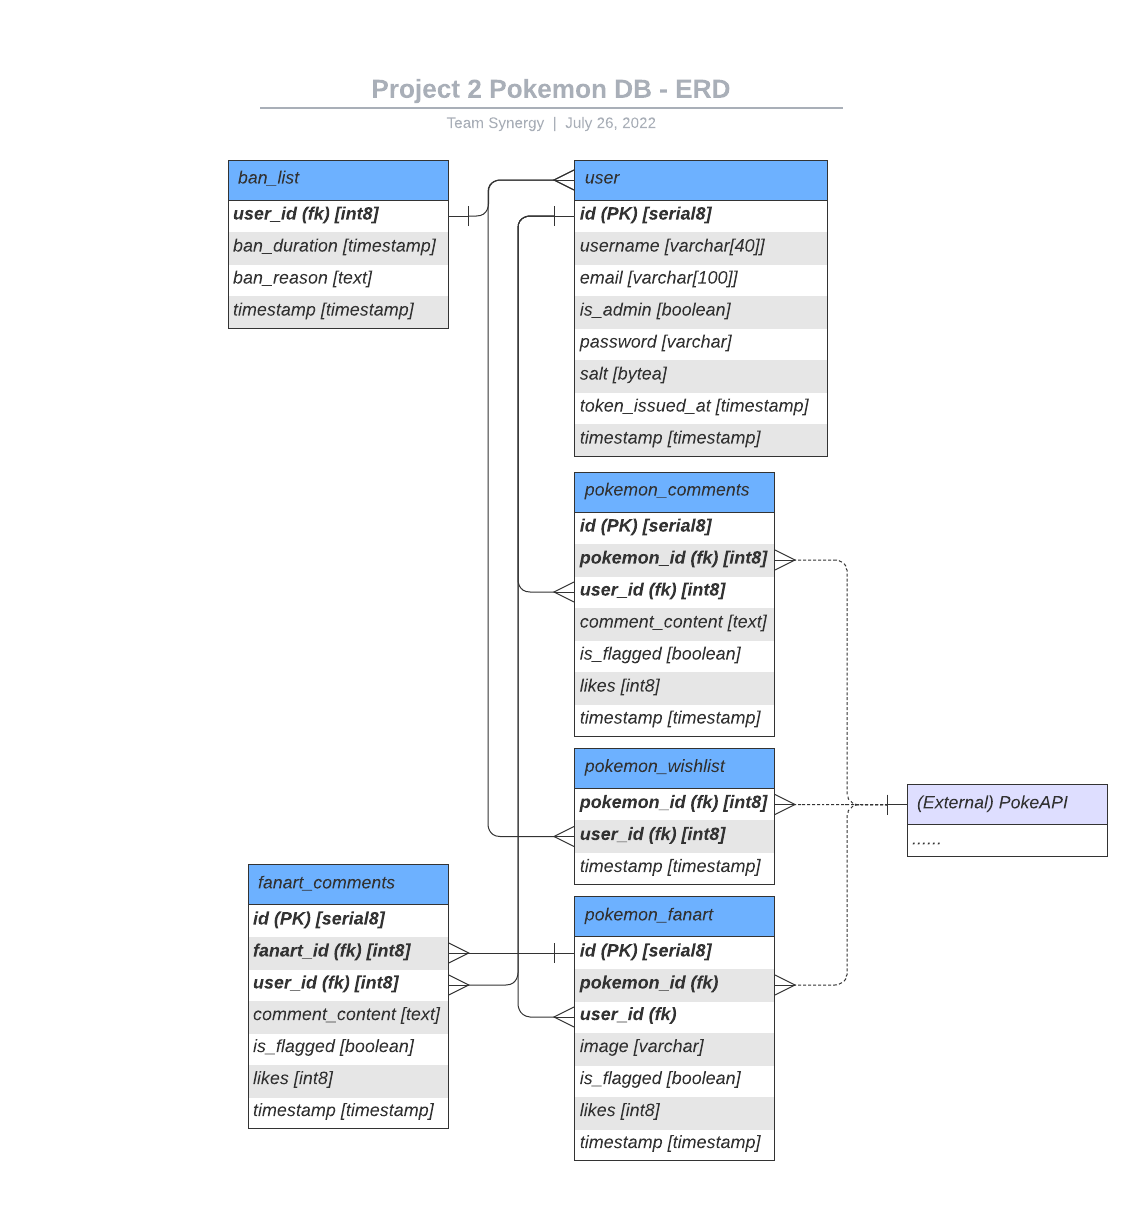 Project 2 Pokemon DB - ERD
Team Synergy | July 26, 2022
ban_list
user_id (fk) [int8]
ban_duration [timestamp]
ban_reason [text]
timestamp [timestamp]
user
id (PK) [serial8]
username [varchar[40]]
email [varchar[100]]
is_admin [boolean]
password [varchar]
salt [bytea]
token_issued_at [timestamp]
timestamp [timestamp]
pokemon_comments
id (PK) [serial8]
pokemon_id (fk) [int8]
user_id (fk) [int8]
comment_content [text]
is_flagged [boolean]
likes [int8]
timestamp [timestamp]
pokemon_wishlist
pokemon_id (fk) [int8]
user_id (fk) [int8]
timestamp [timestamp]
(External) PokeAPI
......
fanart_comments
id (PK) [serial8]
fanart_id (fk) [int8]
user_id (fk) [int8]
comment_content [text]
is_flagged [boolean]
likes [int8]
timestamp [timestamp]
pokemon_fanart
id (PK) [serial8]
pokemon_id (fk)
user_id (fk)
image [varchar]
is_flagged [boolean]
likes [int8]
timestamp [timestamp]